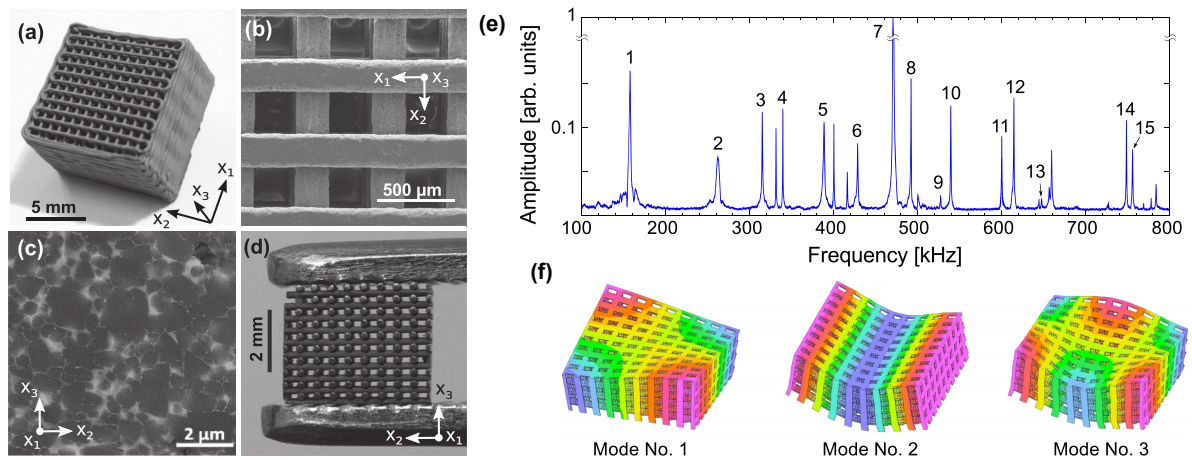 (a)
x₁
x₃
x₂
5 mm
(b)
x₁
x₃
x₂
500 μm
(c)
x₃
x₁
x₂
2 μm
(d)
2 mm
x₃
x₂
x₁
(e)
Amplitude [arb. units]
1
0.1
1
2
3
4
5
6
7
8
9
10
11
12
13
14
15
100 200 300 400 500 600 700 800
Frequency [kHz]
(f)
Mode No. 1
Mode No. 2
Mode No. 3